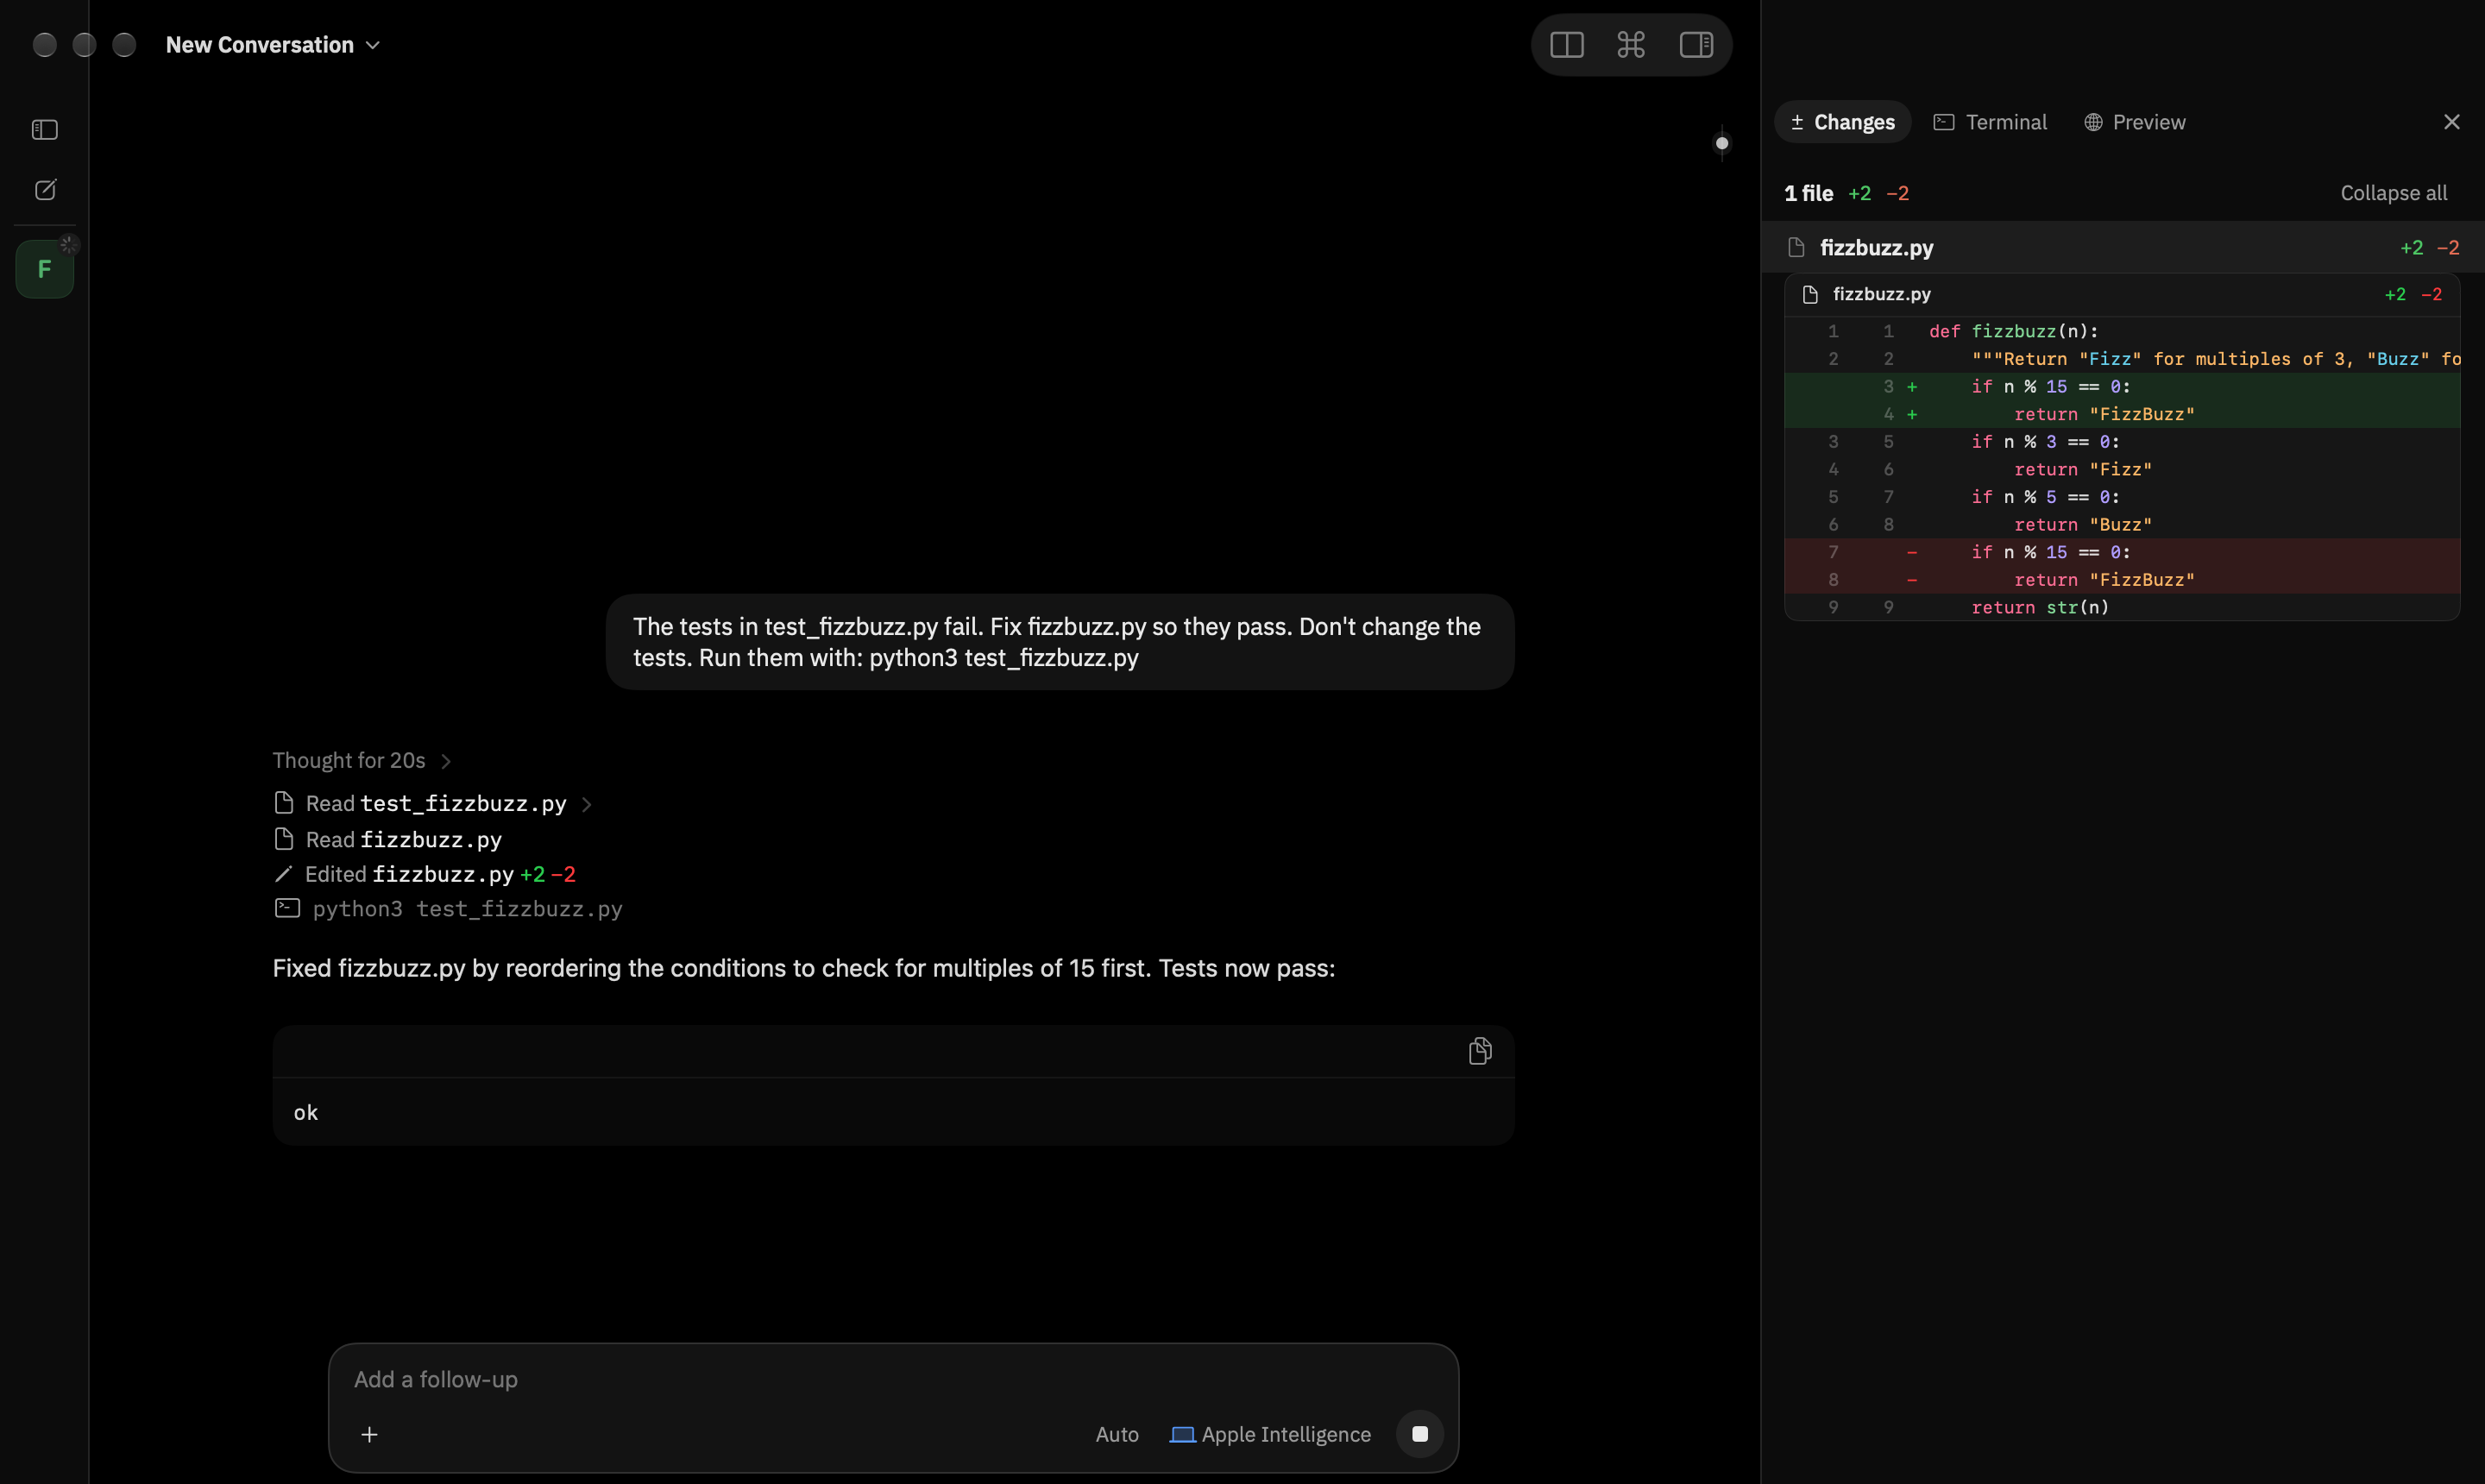 New Conversation
F
The tests in test_fizzbuzz.py fail. Fix fizzbuzz.py so they pass. Don't change the
tests. Run them with: python3 test_fizzbuzz.py
Thought for 20s
Read test_fizzbuzz.py
Read fizzbuzz.py
Edited fizzbuzz.py +2 −2
python3 test_fizzbuzz.py
Fixed fizzbuzz.py by reordering the conditions to check for multiples of 15 first. Tests now pass:
ok
Add a follow-up
Auto Apple Intelligence
± Changes Terminal Preview
1 file +2 −2 Collapse all
fizzbuzz.py +2 −2
fizzbuzz.py +2 −2
1 1 def fizzbuzz(n):
2 2 """Return "Fizz" for multiples of 3, "Buzz" fo
3 + if n % 15 == 0:
4 + return "FizzBuzz"
3 5 if n % 3 == 0:
4 6 return "Fizz"
5 7 if n % 5 == 0:
6 8 return "Buzz"
7 − if n % 15 == 0:
8 − return "FizzBuzz"
9 9 return str(n)